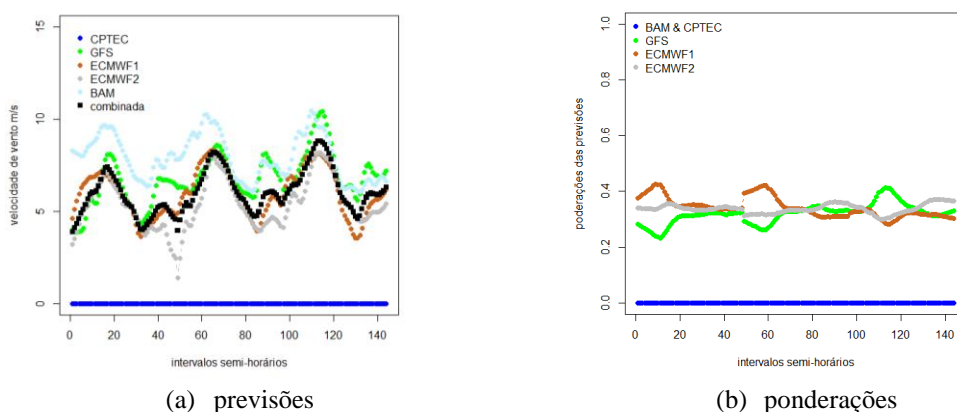 CPTEC
GFS
ECMWF1
ECMWF2
BAM
combinada
velocidade de vento m/s
0
5
10
15
0 20 40 60 80 100 120 140
intervalos semi-horários
(a) previsões
BAM & CPTEC
GFS
ECMWF1
ECMWF2
ponderações das previsões
0.0
0.2
0.4
0.6
0.8
1.0
0 20 40 60 80 100 120 140
intervalos semi-horários
(b) ponderações